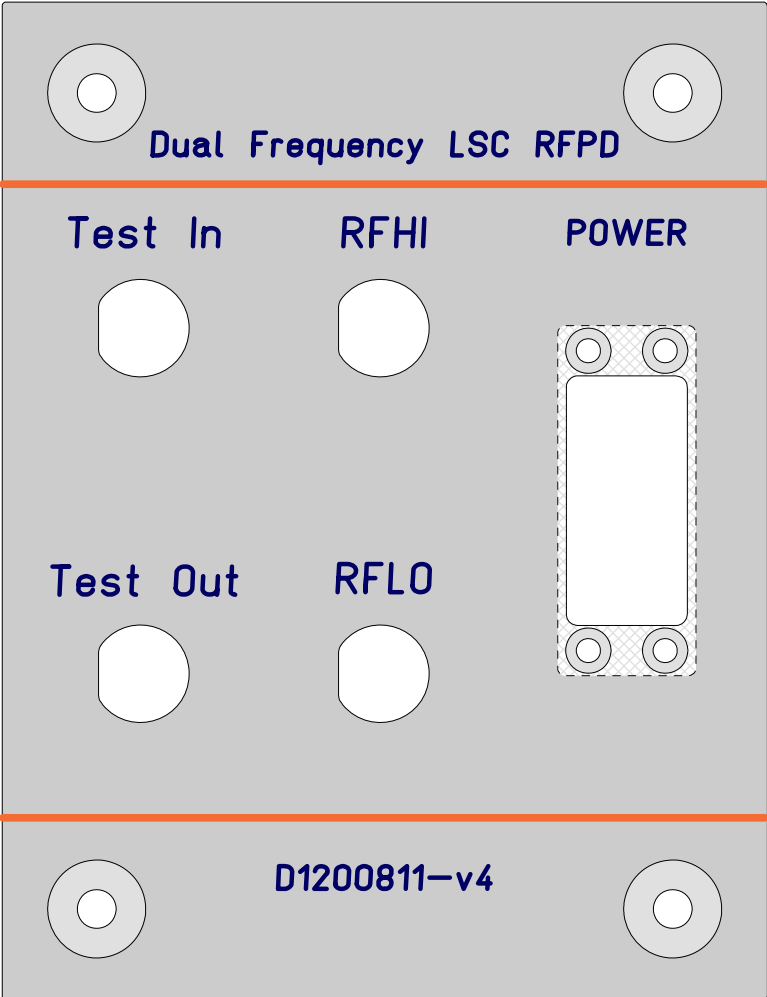 Dual Frequency LSC RFPD
Test In RFHI POWER
Test Out RFLO
D1200811-v4